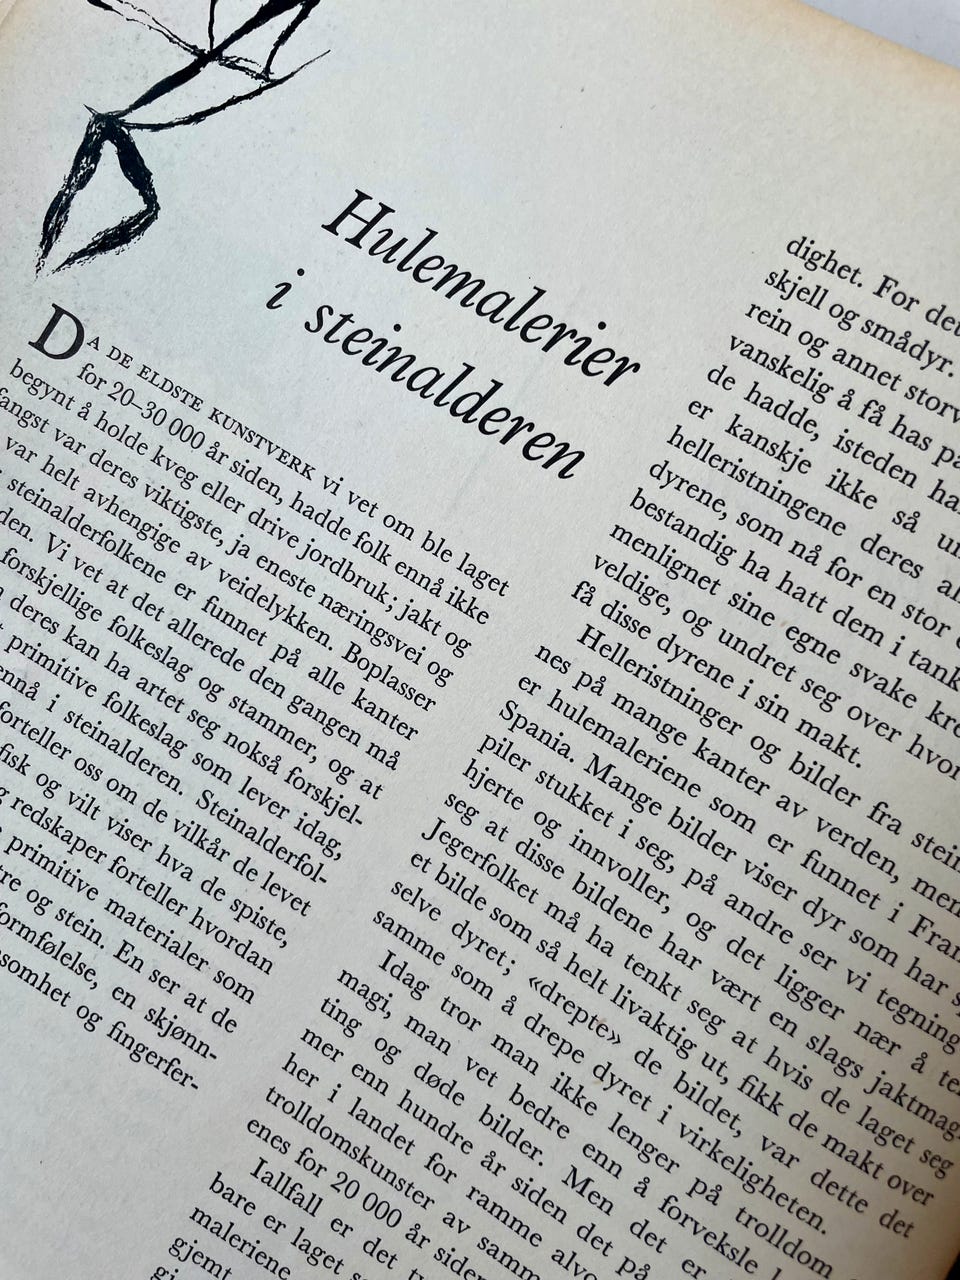 Hulemalerier
i steinalderen
DA DE ELDSTE KUNSTVERK vi vet om ble laget
for 20–30 000 år siden, hadde folk ennå ikke
begynt å holde kveg eller drive jordbruk; jakt og
fangst var deres viktigste, ja eneste næringsvei og
var helt avhengige av veidelykken. Boplasser
steinalderfolkene er funnet på alle kanter
den. Vi vet at det allerede den gangen må
forskjellige folkeslag og stammer, og at
deres kan ha artet seg nokså forskjel-
primitive folkeslag som lever idag,
ennå i steinalderen. Steinalderfol-
forteller oss om de vilkår de levet
fisk og vilt viser hva de spiste,
redskaper forteller hvordan
primitive materialer som
tre og stein. En ser at de
formfølelse, en skjønn-
somhet og fingerfer-
dighet. For det
skjell og smådyr.
rein og annet storv
vanskelig å få has på
de hadde, isteden ha
er kanskje ikke så un
helleristningene deres al
dyrene, som nå for en stor
bestandig ha hatt dem i tank
menlignet sine egne svake kre
veldige, og undret seg over hvor
få disse dyrene i sin makt.
Helleristninger og bilder fra stein
nes på mange kanter av verden, men
er hulemaleriene som er funnet i Fran
Spania. Mange bilder viser dyr som har s
piler stukket i seg, på andre ser vi tegning
hjerte og innvoller, og det ligger nær å te
seg at disse bildene har vært en slags jaktmag
Jegerfolket må ha tenkt seg at hvis de laget seg
et bilde som så helt livaktig ut, fikk de makt over
selve dyret; «drepte» de bildet, var dette det
samme som å drepe dyret i virkeligheten.
Idag tror man ikke lenger på trolldom
magi, man vet bedre enn å forveksle
ting og døde bilder. Men det er
mer enn hundre år siden det på
her i landet for ramme alvo
trolldomskunster av samm
enes for 20 000 år siden
Iallfall er det
bare er laget
maleriene
gjemt